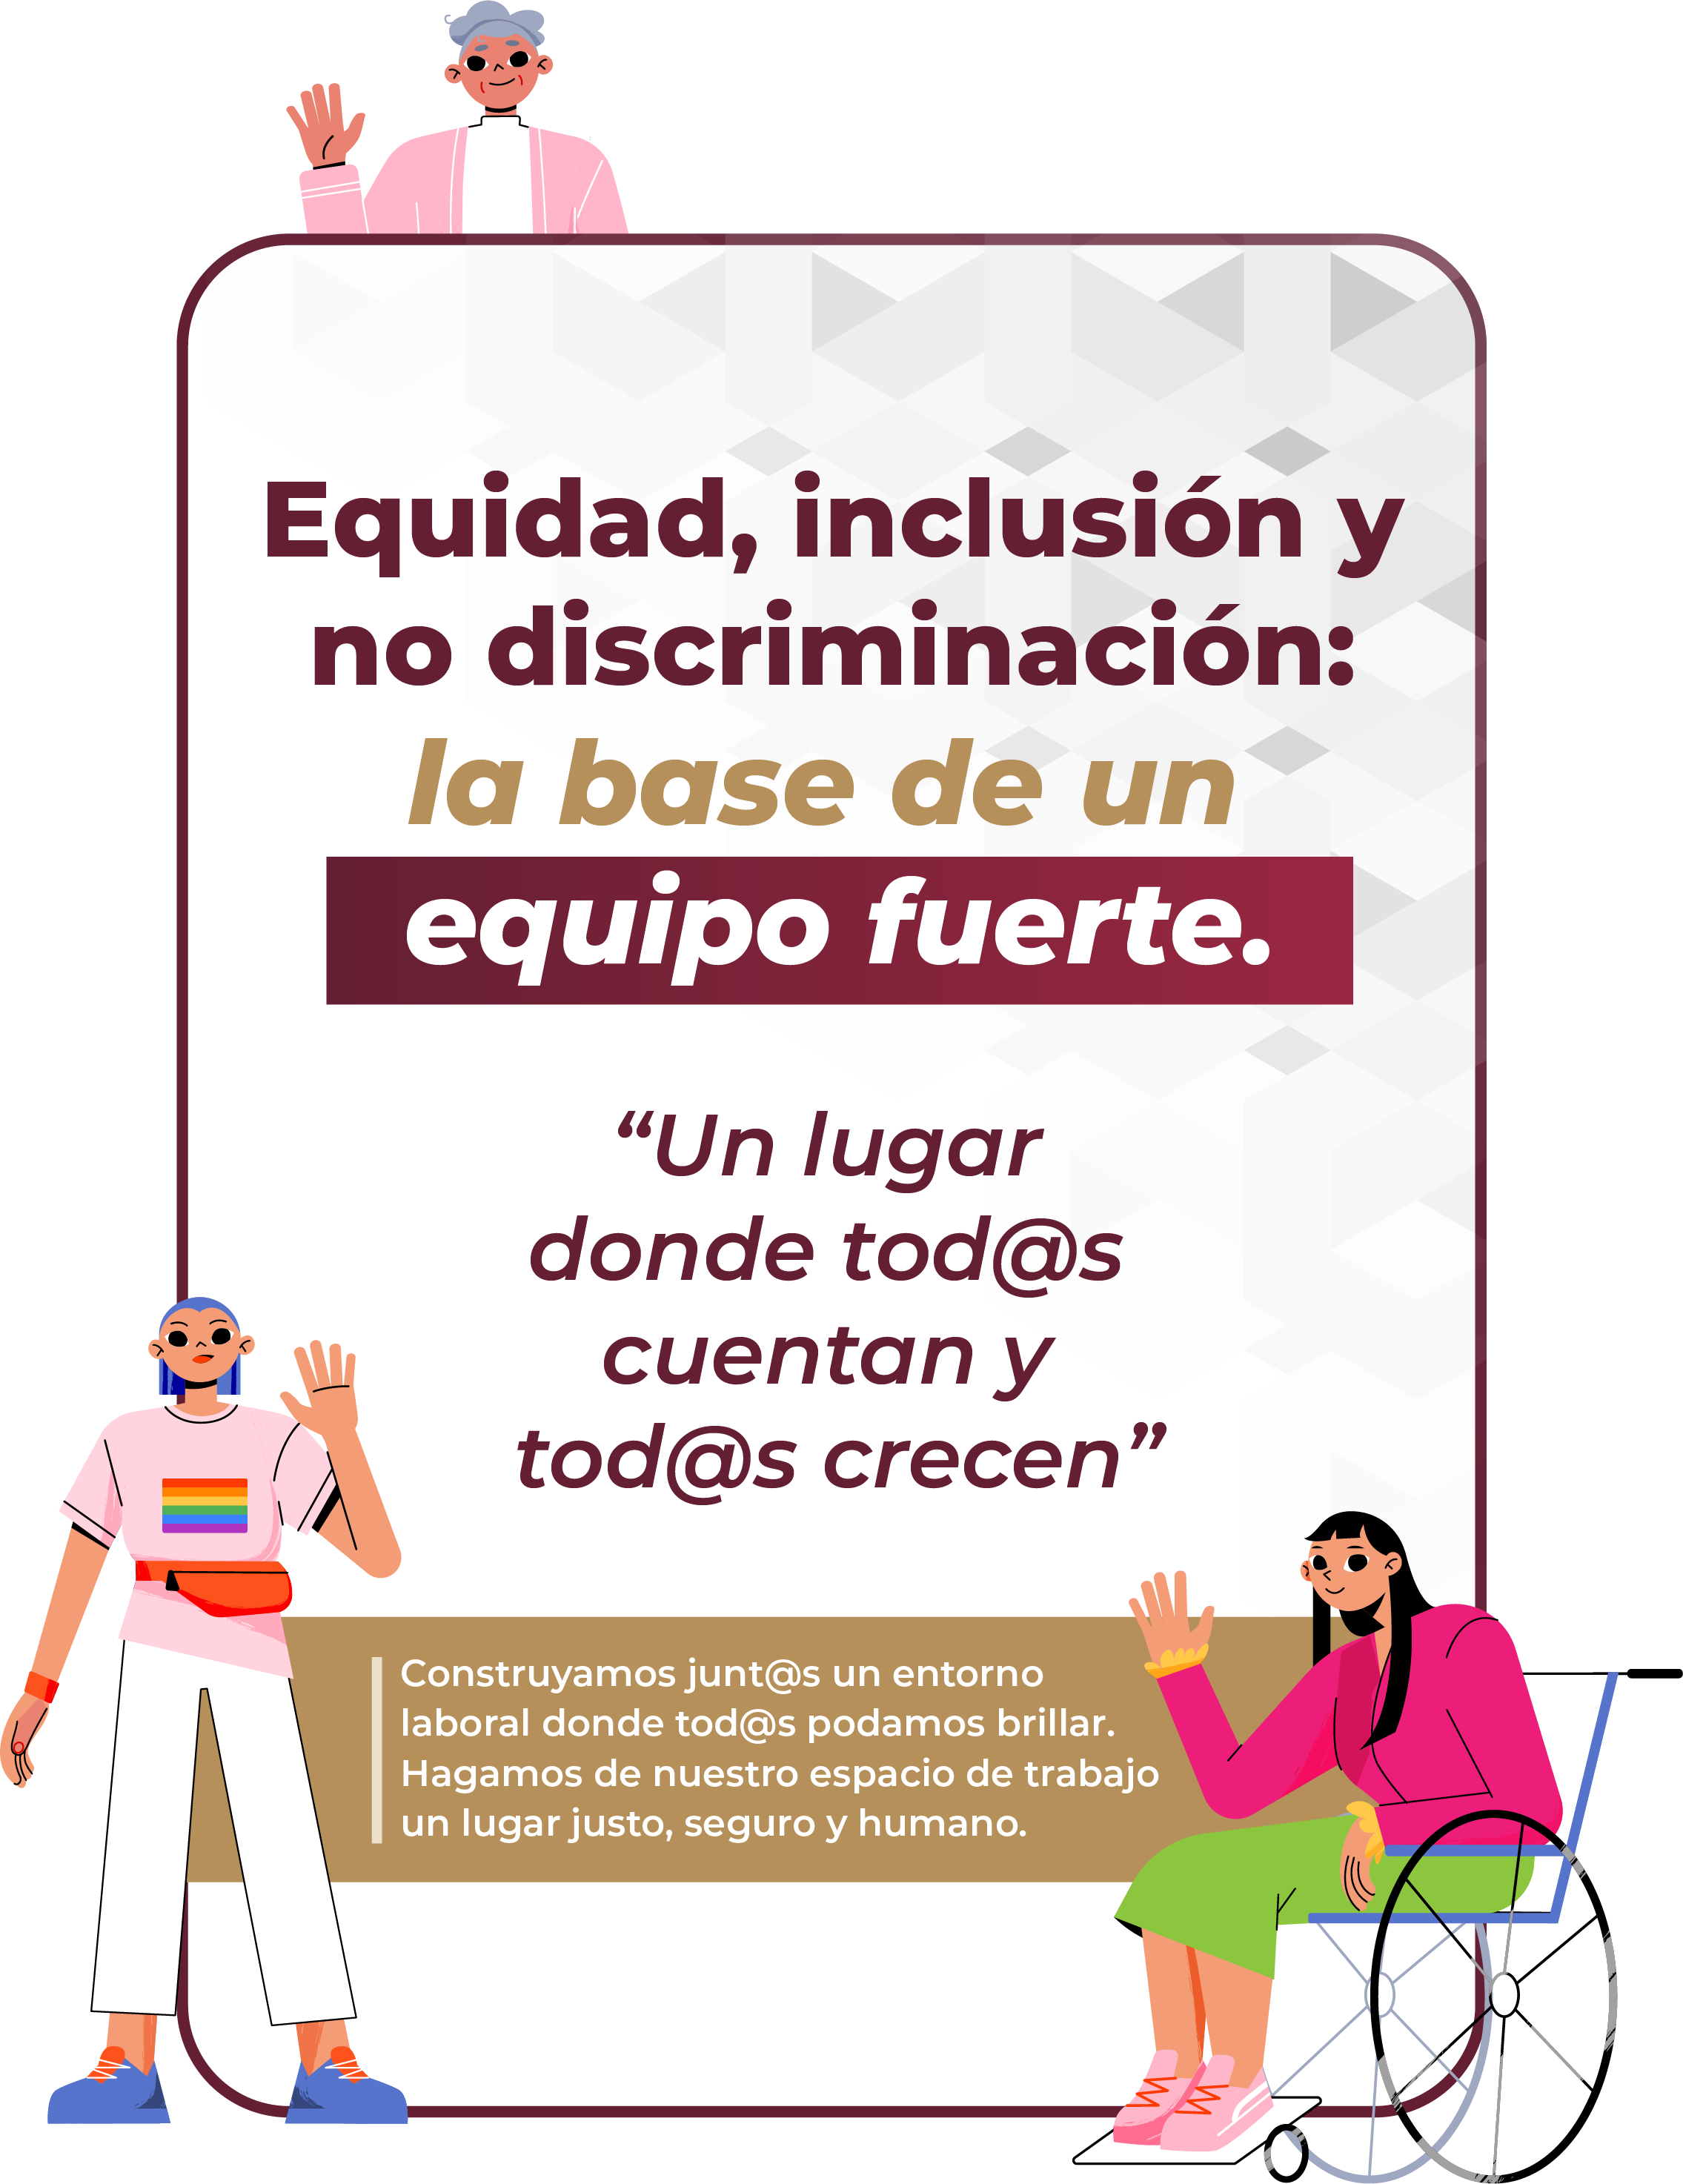 Equidad, inclusión y
no discriminación:
la base de un
equipo fuerte.
“Un lugar
donde tod@s
cuentan y
tod@s crecen”
Construyamos junt@s un entorno
laboral donde tod@s podamos brillar.
Hagamos de nuestro espacio de trabajo
un lugar justo, seguro y humano.